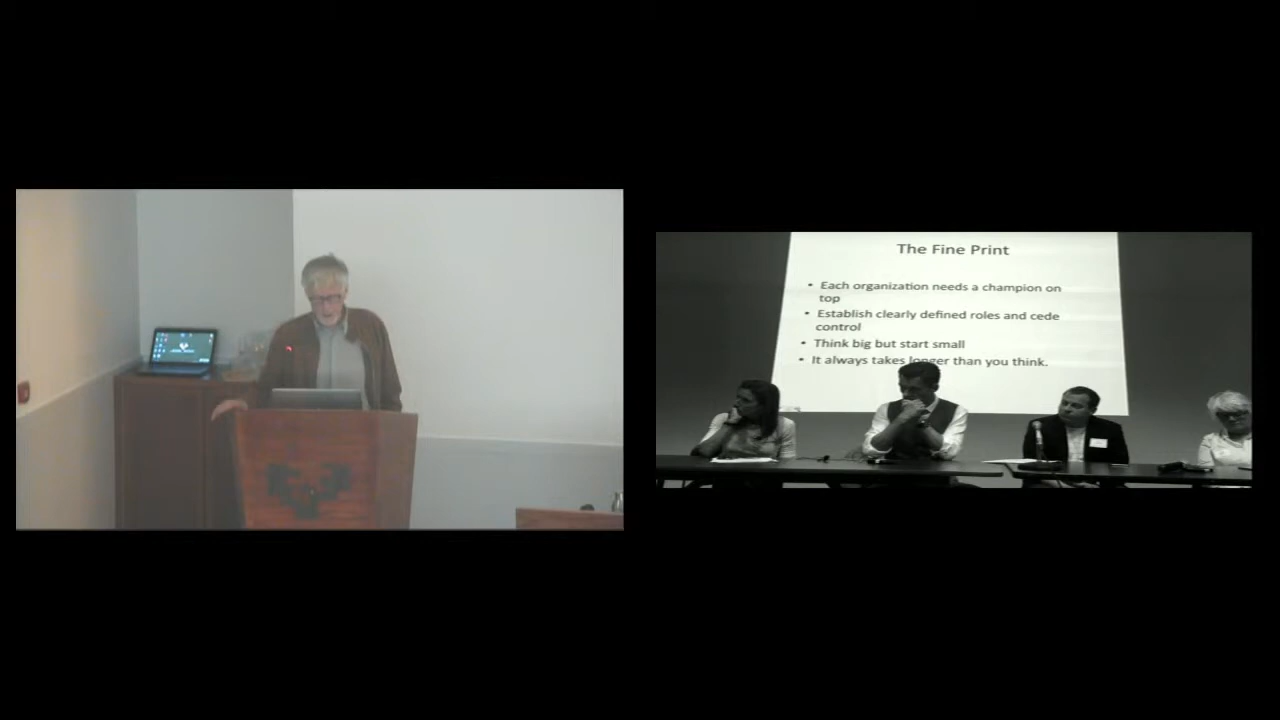 The Fine Print
• Each organization needs a champion on
top
• Establish clearly defined roles and cede
control
• Think big but start small
• It always takes longer than you think.